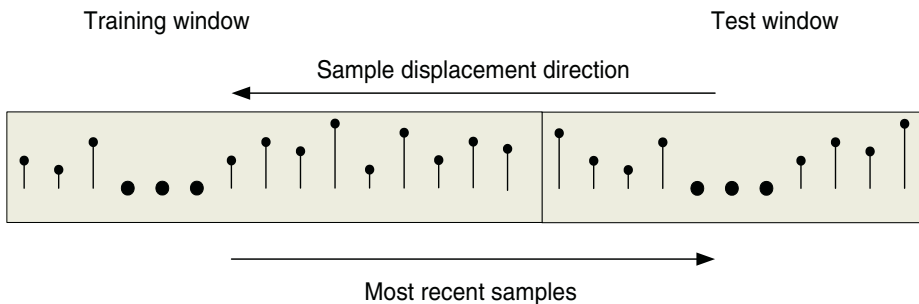 Training window
Test window
Sample displacement direction
Most recent samples